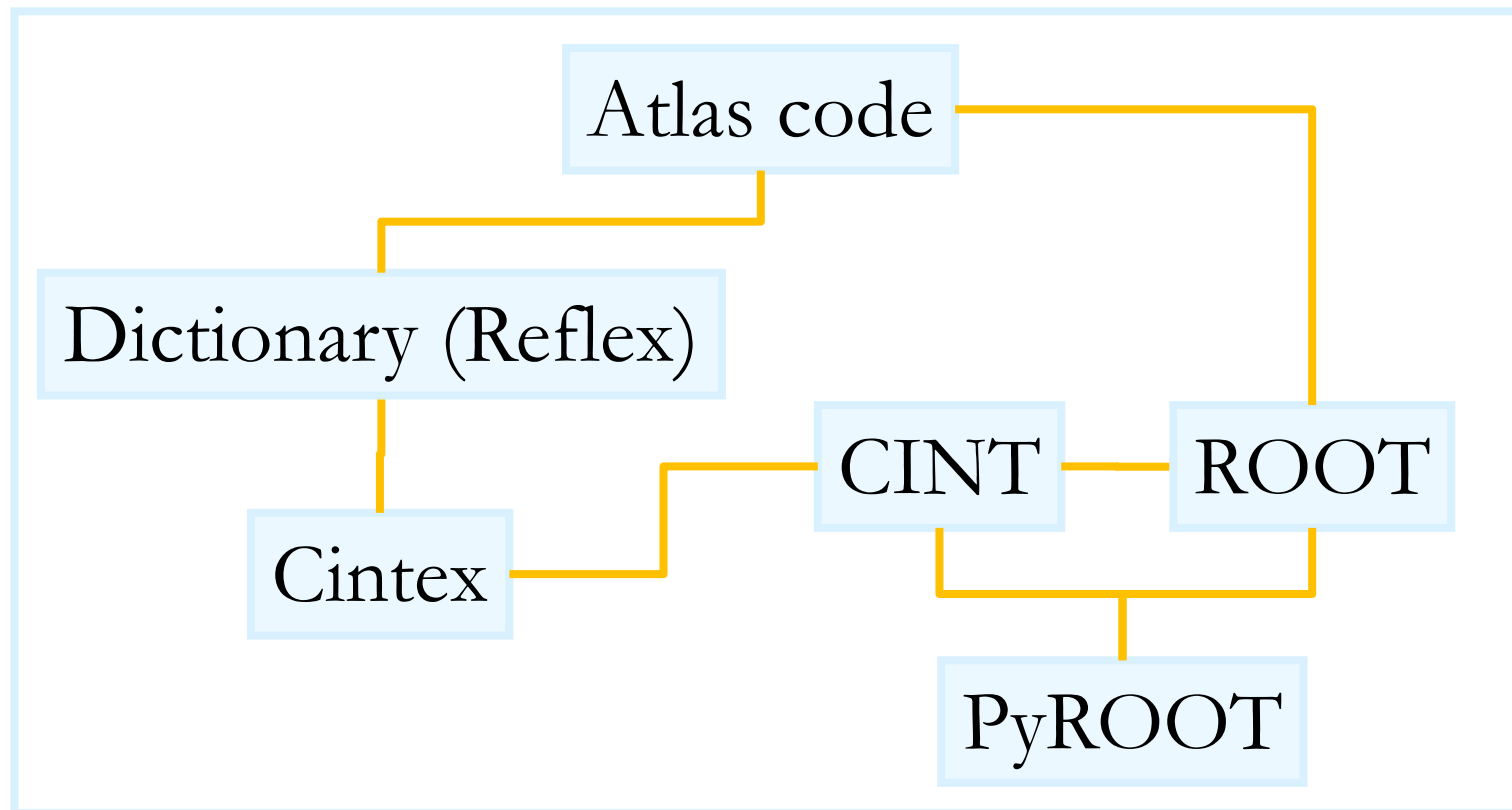 Atlas code
Dictionary (Reflex)
CINT
ROOT
Cintex
PyROOT